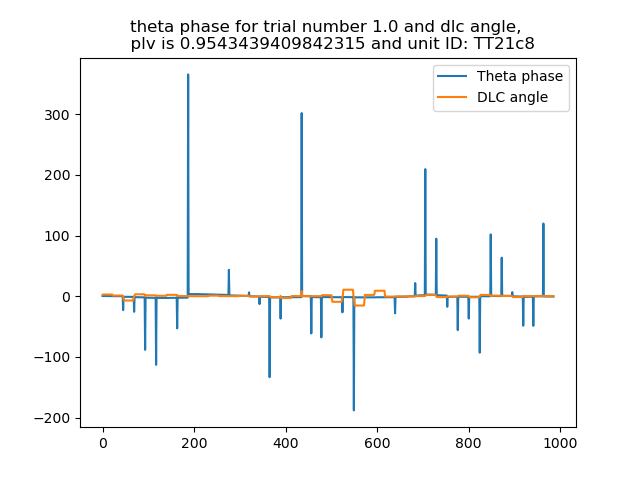 theta phase for trial number 1.0 and dlc angle,
plv is 0.9543439409842315 and unit ID: TT21c8
Theta phase
DLC angle
300
200
100
0
−100
−200
0 200 400 600 800 1000